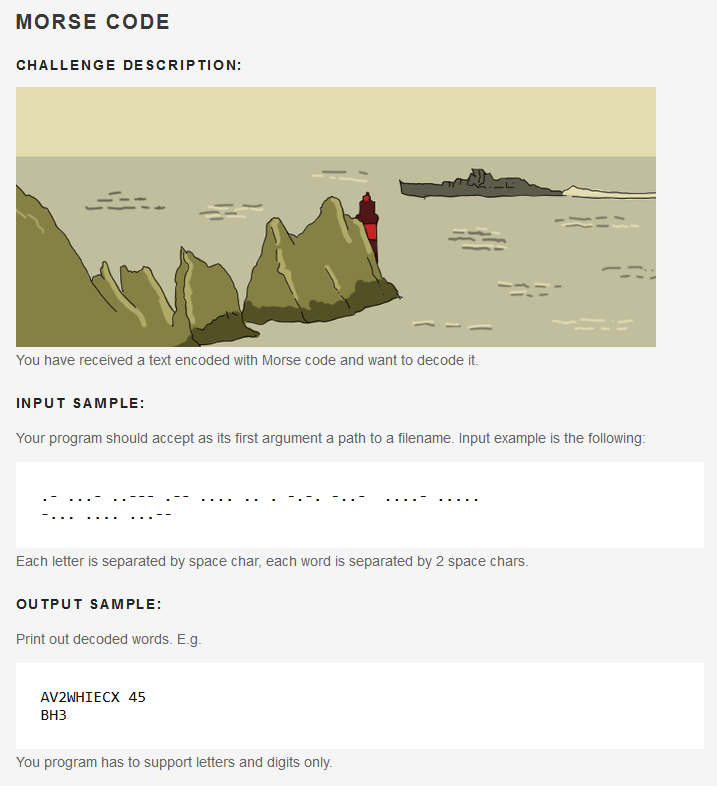 MORSE CODE
CHALLENGE DESCRIPTION:
You have received a text encoded with Morse code and want to decode it.
INPUT SAMPLE:
Your program should accept as its first argument a path to a filename. Input example is the following:
.- ...- ..--- .-- .... .. . -.-. -..-  ....- .....
-... .... ...--
Each letter is separated by space char, each word is separated by 2 space chars.
OUTPUT SAMPLE:
Print out decoded words. E.g.
AV2WHIECX 45
BH3
You program has to support letters and digits only.